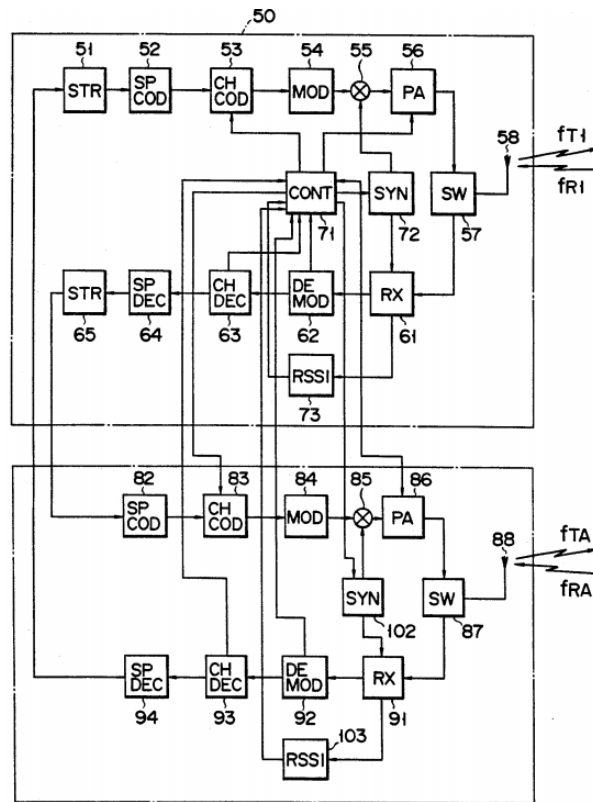 50
51 52 53 54 55 56
STR
SP
COD
CH
COD
MOD
PA
58
fT1
fR1
CONT
71
SYN
72
SW
57
STR
65
SP
DEC
64
CH
DEC
63
DE
MOD
62
RX
61
RSSI
73
82 83 84 85 86
SP
COD
CH
COD
MOD
PA
88
fTA
fRA
SYN
102
SW
87
SP
DEC
94
CH
DEC
93
DE
MOD
92
RX
91
103
RSSI